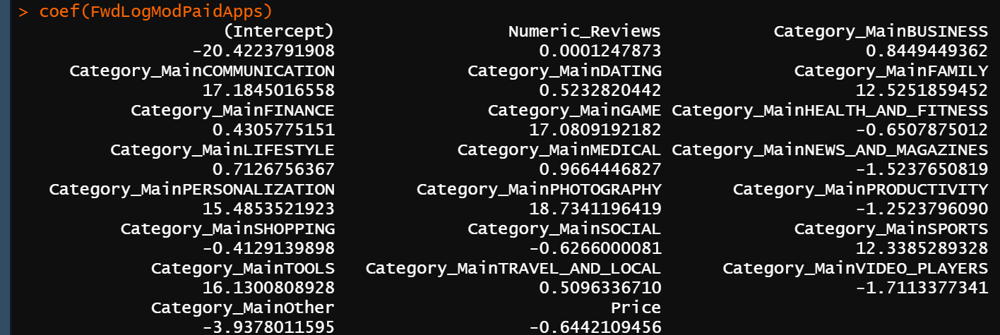 > coef(FwdLogModPaidApps)
(Intercept) Numeric_Reviews Category_MainBUSINESS
-20.4223791908 0.0001247873 0.8449449362
Category_MainCOMMUNICATION Category_MainDATING Category_MainFAMILY
17.1845016558 0.5232820442 12.5251859452
Category_MainFINANCE Category_MainGAME Category_MainHEALTH_AND_FITNESS
0.4305775151 17.0809192182 -0.6507875012
Category_MainLIFESTYLE Category_MainMEDICAL Category_MainNEWS_AND_MAGAZINES
0.7126756367 0.9664446827 -1.5237650819
Category_MainPERSONALIZATION Category_MainPHOTOGRAPHY Category_MainPRODUCTIVITY
15.4853521923 18.7341196419 -1.2523796090
Category_MainSHOPPING Category_MainSOCIAL Category_MainSPORTS
-0.4129139898 -0.6266000081 12.3385289328
Category_MainTOOLS Category_MainTRAVEL_AND_LOCAL Category_MainVIDEO_PLAYERS
16.1300808928 0.5096336710 -1.7113377341
Category_MainOther Price
-3.9378011595 -0.6442109456